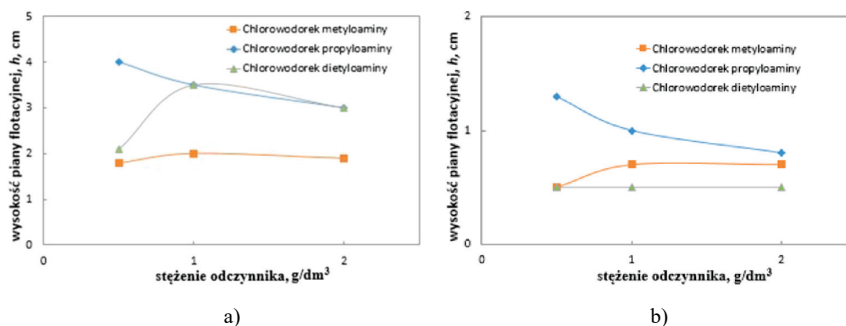 wysokość piany flotacyjnej, h, cm
5
4
3
2
1
0
0
1
2
Chlorowodorek metyloaminy
Chlorowodorek propyloaminy
Chlorowodorek dietyloaminy
stężenie odczynnika, g/dm³
a)
wysokość piany flotacyjnej, h, cm
2
1
0
0
1
2
Chlorowodorek metyloaminy
Chlorowodorek propyloaminy
Chlorowodorek dietyloaminy
stężenie odczynnika, g/dm³
b)